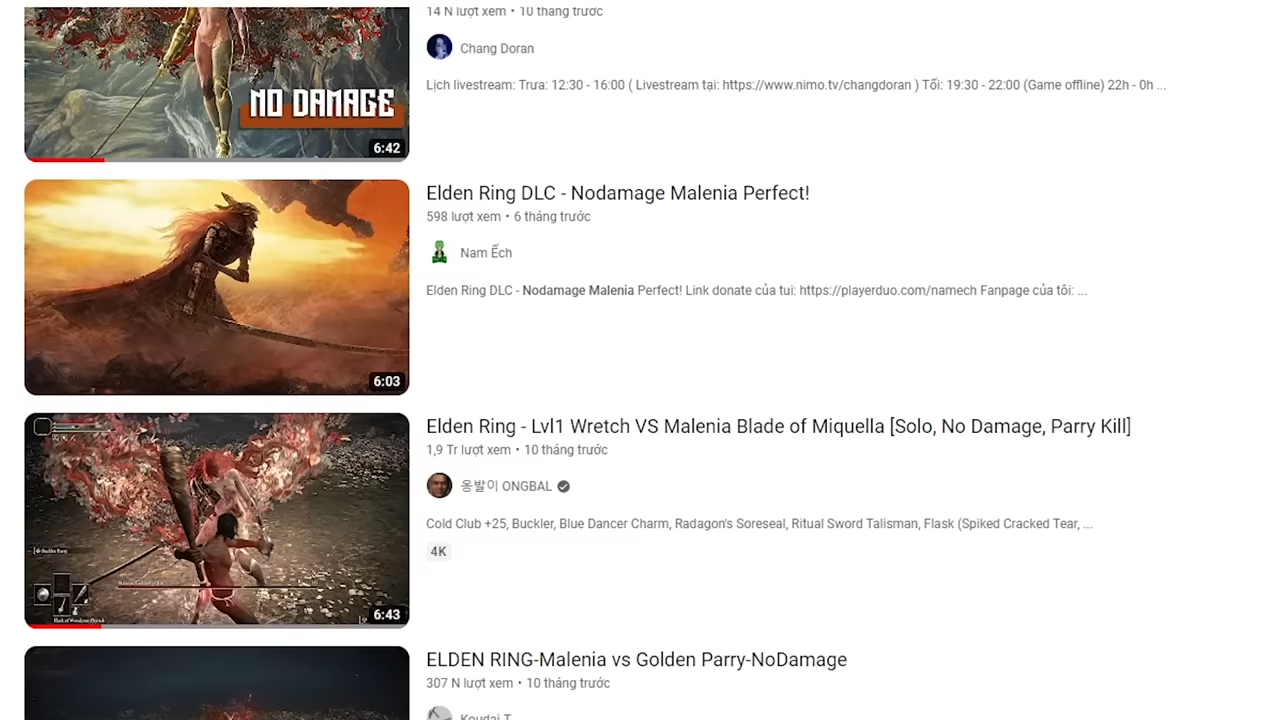 14 N lượt xem • 10 tháng trước
Chang Doran
Lịch livestream: Trưa: 12:30 - 16:00 ( Livestream tại: https://www.nimo.tv/changdoran ) Tối: 19:30 - 22:00 (Game offline) 22h - 0h ...
NO DAMAGE
6:42
Elden Ring DLC - Nodamage Malenia Perfect!
598 lượt xem • 6 tháng trước
Nam Ếch
Elden Ring DLC - Nodamage Malenia Perfect! Link donate của tui: https://playerduo.com/namech Fanpage của tôi: ...
6:03
Elden Ring - Lvl1 Wretch VS Malenia Blade of Miquella [Solo, No Damage, Parry Kill]
1,9 Tr lượt xem • 10 tháng trước
옹발이 ONGBAL
Cold Club +25, Buckler, Blue Dancer Charm, Radagon's Soreseal, Ritual Sword Talisman, Flask (Spiked Cracked Tear, ...
4K
Buckler Parry
6:43
ELDEN RING-Malenia vs Golden Parry-NoDamage
307 N lượt xem • 10 tháng trước
Koudai T